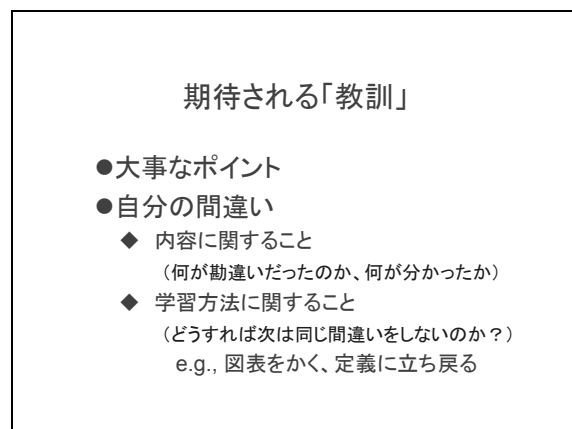 期待される「教訓」
●大事なポイント
●自分の間違い
◆ 内容に関すること
（何が勘違いだったのか、何が分かったか）
◆ 学習方法に関すること
（どうすれば次は同じ間違いをしないのか？）
e.g., 図表をかく、定義に立ち戻る